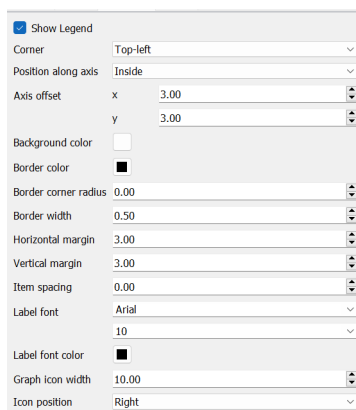 Show Legend
Corner Top-left
Position along axis Inside
Axis offset x 3.00
y 3.00
Background color
Border color
Border corner radius 0.00
Border width 0.50
Horizontal margin 3.00
Vertical margin 3.00
Item spacing 0.00
Label font Arial
10
Label font color
Graph icon width 10.00
Icon position Right